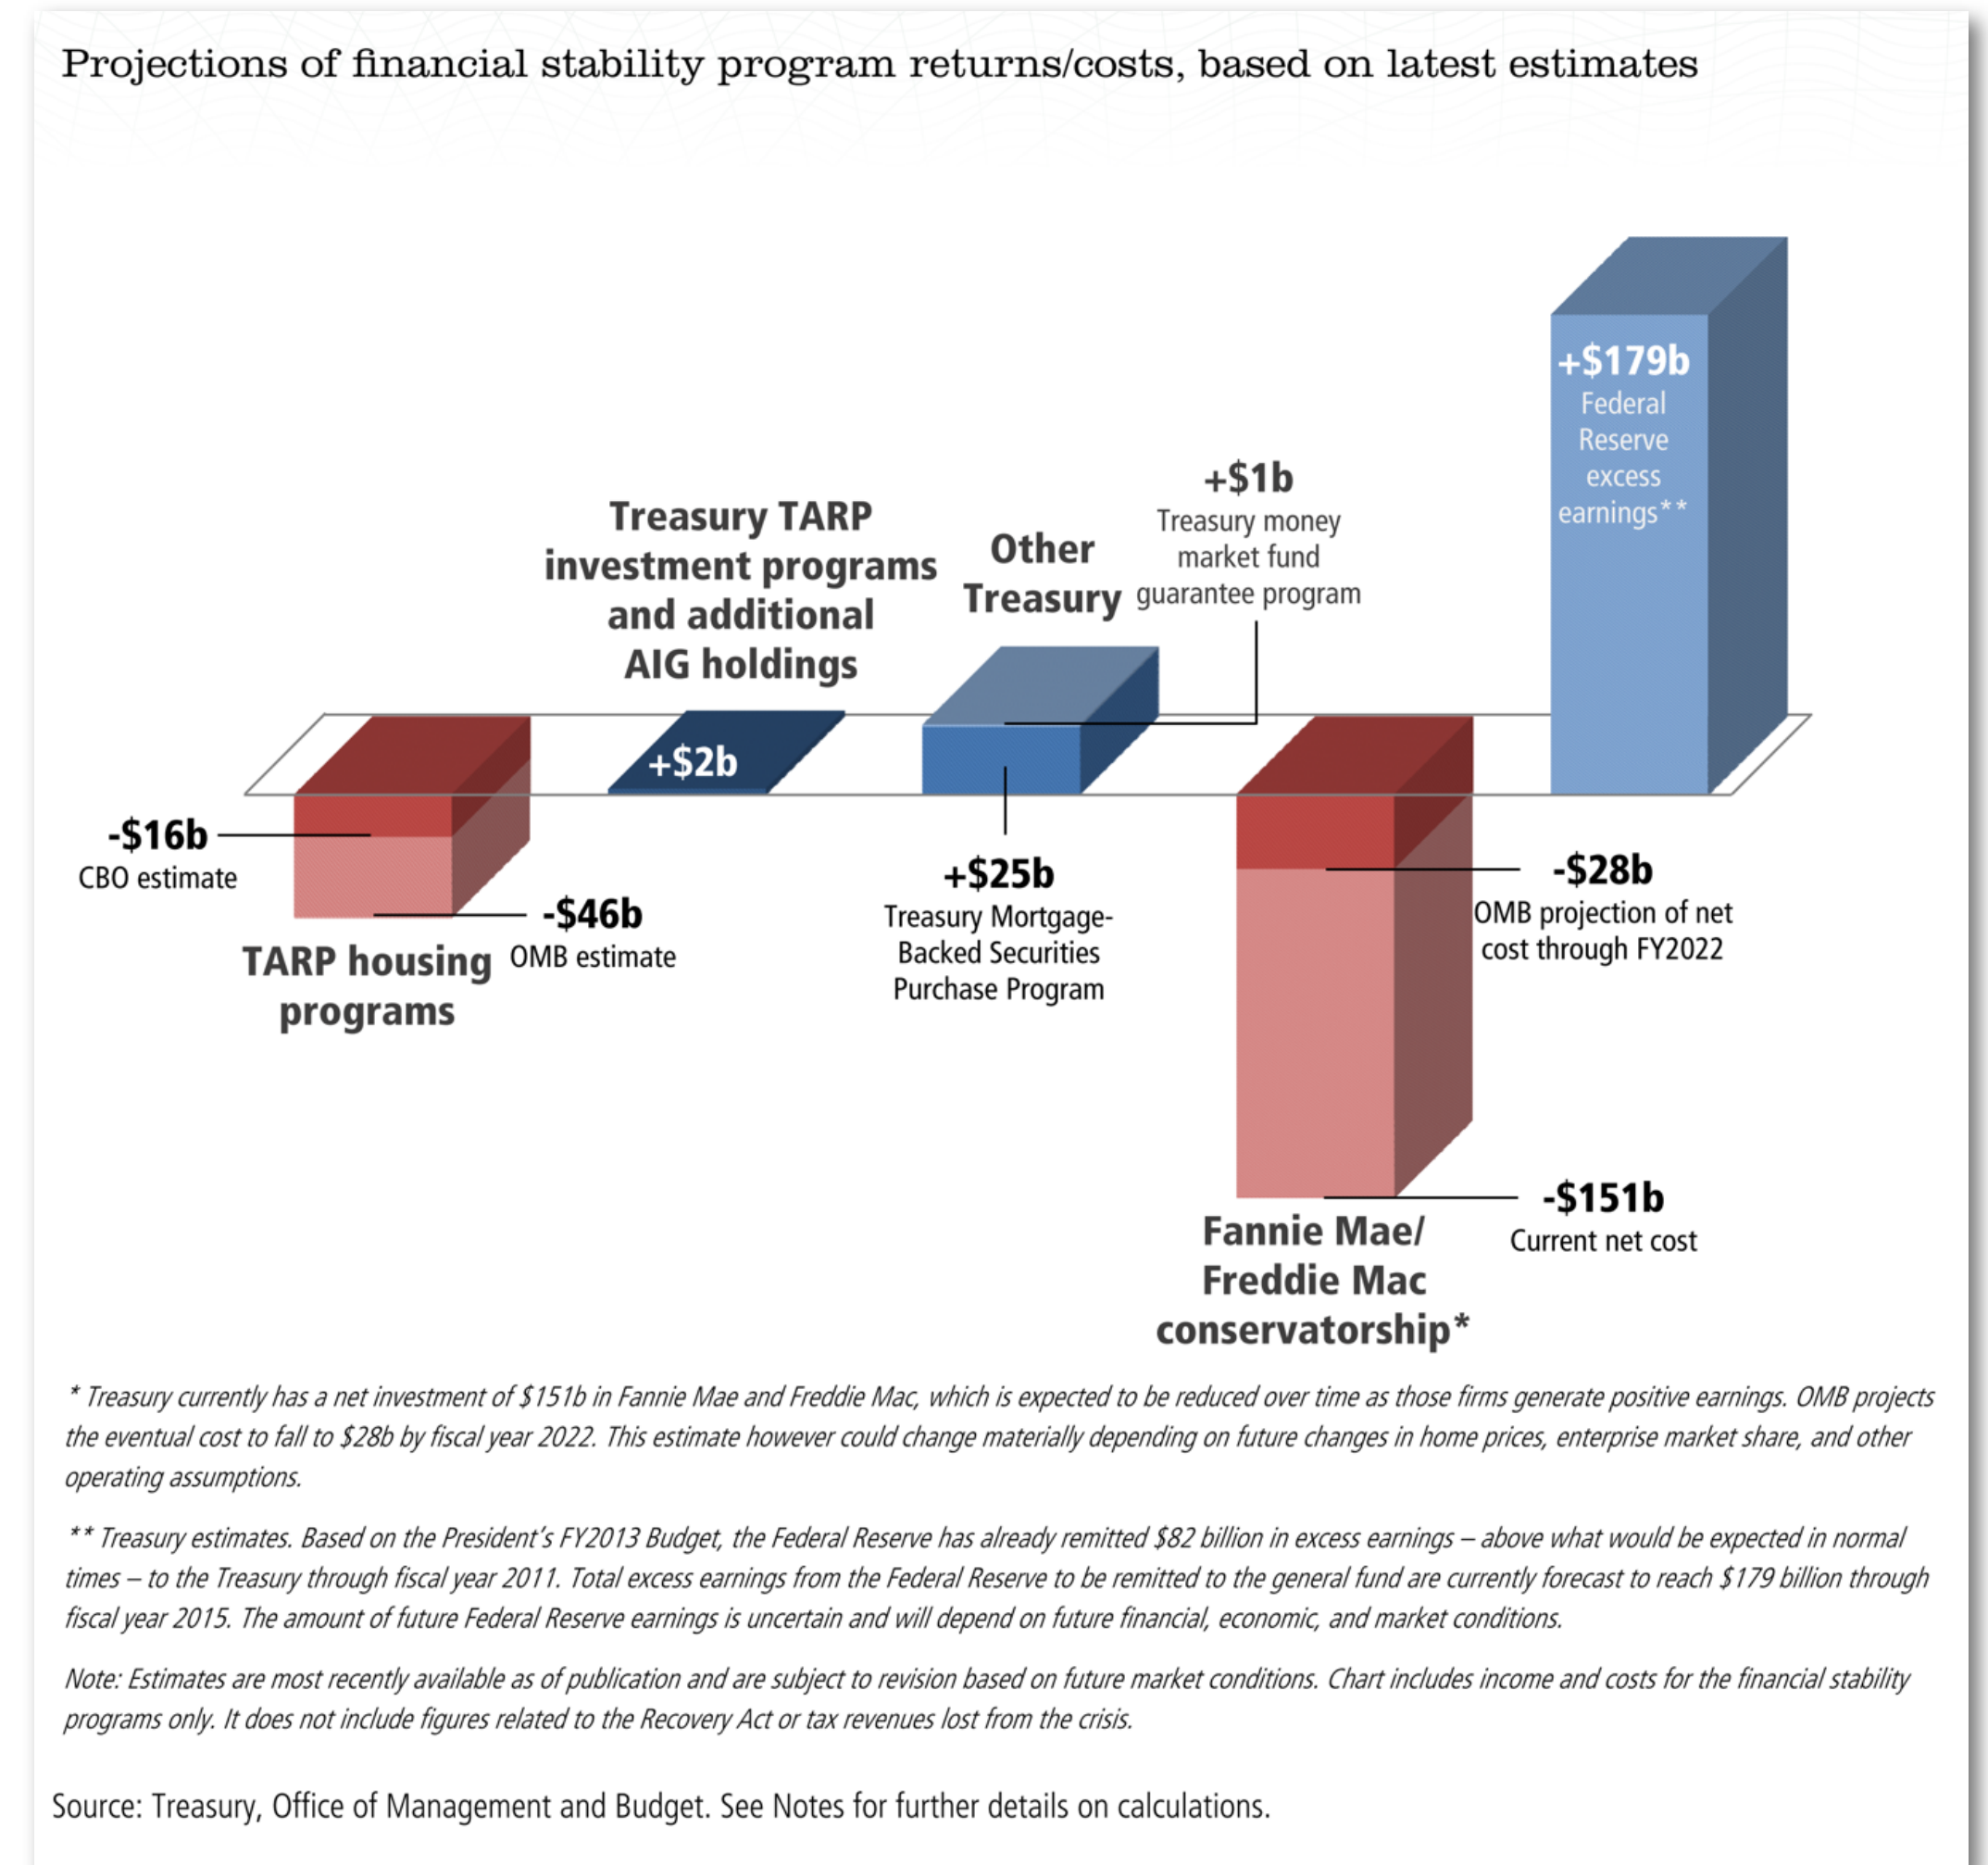 Projections of financial stability program returns/costs, based on latest estimates
+$179b
Federal
Reserve
excess
earnings**
+$1b
Treasury money
market fund
guarantee program
Treasury TARP
investment programs
and additional
AIG holdings
Other
Treasury
+$2b
-$16b
CBO estimate
-$46b
OMB estimate
TARP housing
programs
+$25b
Treasury Mortgage-
Backed Securities
Purchase Program
-$28b
OMB projection of net
cost through FY2022
-$151b
Current net cost
Fannie Mae/
Freddie Mac
conservatorship*
* Treasury currently has a net investment of $151b in Fannie Mae and Freddie Mac, which is expected to be reduced over time as those firms generate positive earnings. OMB projects
the eventual cost to fall to $28b by fiscal year 2022. This estimate however could change materially depending on future changes in home prices, enterprise market share, and other
operating assumptions.
** Treasury estimates. Based on the President's FY2013 Budget, the Federal Reserve has already remitted $82 billion in excess earnings – above what would be expected in normal
times – to the Treasury through fiscal year 2011. Total excess earnings from the Federal Reserve to be remitted to the general fund are currently forecast to reach $179 billion through
fiscal year 2015. The amount of future Federal Reserve earnings is uncertain and will depend on future financial, economic, and market conditions.
Note: Estimates are most recently available as of publication and are subject to revision based on future market conditions. Chart includes income and costs for the financial stability
programs only. It does not include figures related to the Recovery Act or tax revenues lost from the crisis.
Source: Treasury, Office of Management and Budget. See Notes for further details on calculations.